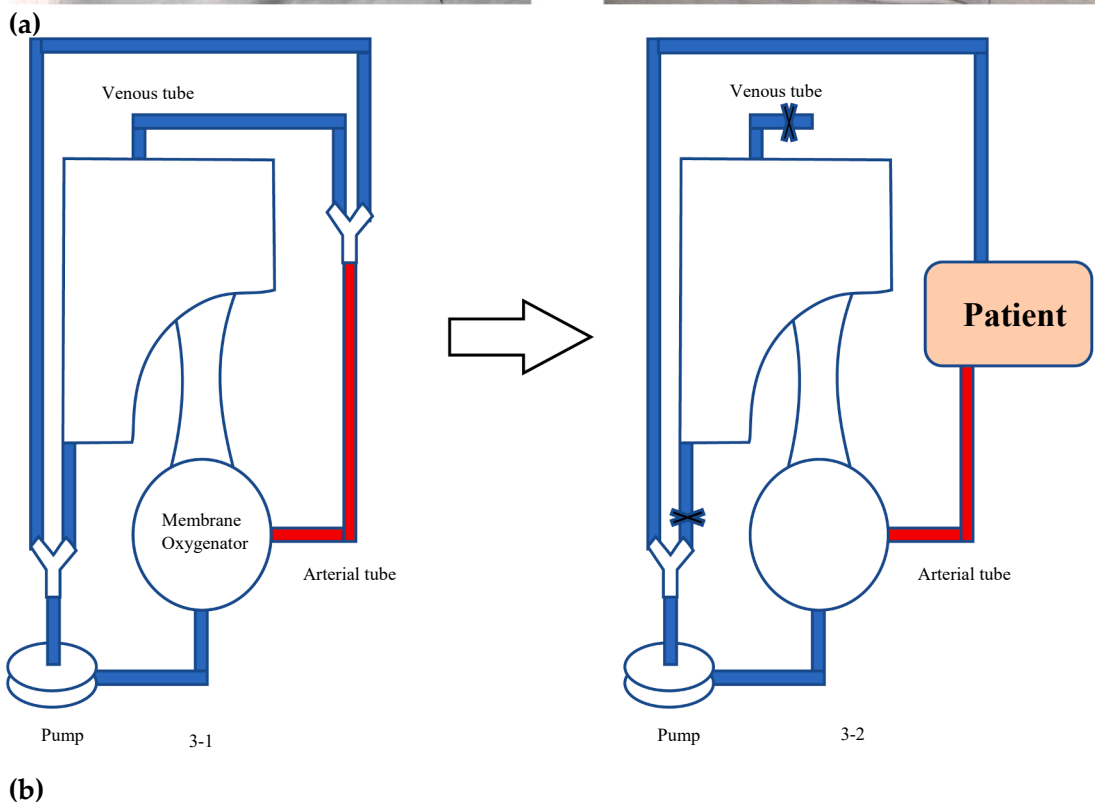 (a)
Venous tube
Venous tube
Patient
Membrane
Oxygenator
Arterial tube
Arterial tube
Pump
3-1
Pump
3-2
(b)